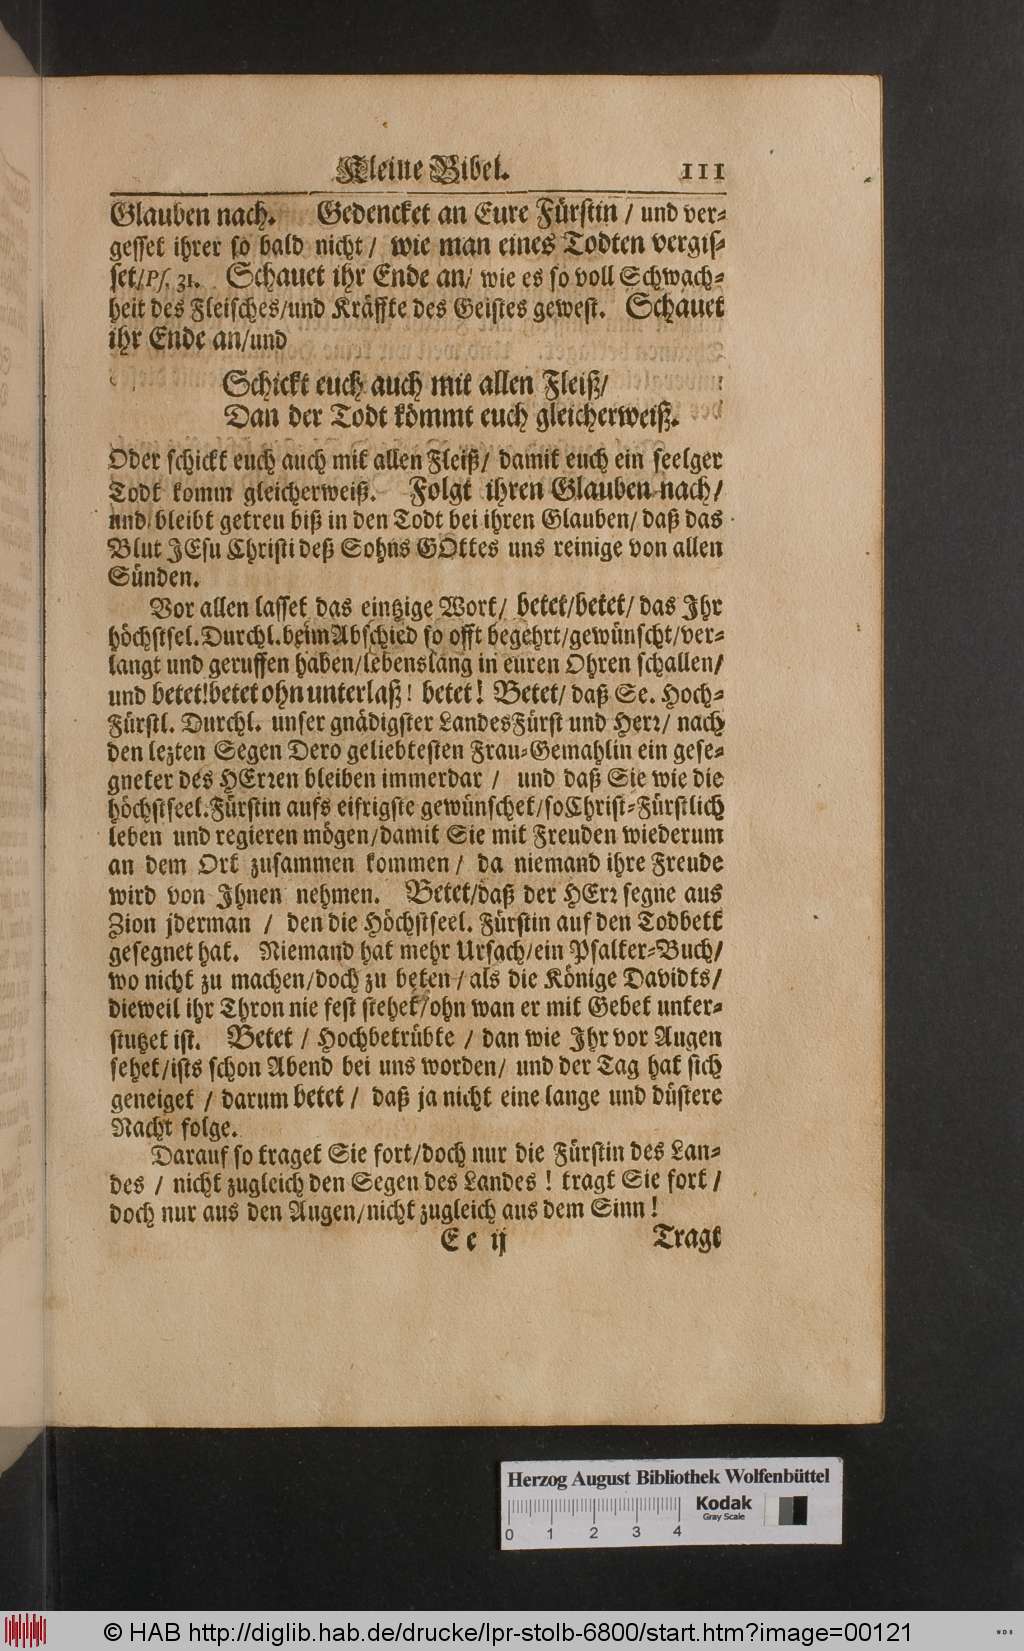 Kleine Bibel. 111
Glauben nach. Gedencket an Eure Fürstin / und ver-
gesset ihrer so bald nicht / wie man eines Todten vergis-
set/Ps. 31. Schauet ihr Ende an/ wie es so voll Schwach-
heit des Fleisches/und Kräffte des Geistes gewest. Schauet
ihr Ende an/und
Schickt euch auch mit allen Fleiß/
Dan der Todt kömmt euch gleicherweiß.
Oder schickt euch auch mit allen Fleiß/ damit euch ein seelger
Todt komm gleicherweiß. Folgt ihren Glauben nach/
und bleibt getreu biß in den Todt bei ihren Glauben/ daß das
Blut JEsu Christi deß Sohns GOttes uns reinige von allen
Sünden.
Vor allen lasset das eintzige Wort/ betet/betet/ das Ihr
höchstsel. Durchl. beim Abschied so offt begehrt/gewünscht/ver-
langt und geruffen haben/lebenslang in euren Ohren schallen/
und betet!betet ohn unterlaß! betet! Betet/ daß Se. Hoch-
Fürstl. Durchl. unser gnädigster LandesFürst und Herr/ nach
den lezten Segen Dero geliebtesten Frau-Gemahlin ein gese-
gneter des HErren bleiben immerdar / und daß Sie wie die
höchstseel. Fürstin aufs eifrigste gewünschet/so Christ-Fürstlich
leben und regieren mögen/damit Sie mit Freuden wiederum
an dem Ort zusammen kommen / da niemand ihre Freude
wird von Ihnen nehmen. Betet/daß der HErr segne aus
Zion jderman / den die Höchstseel. Fürstin auf den Todbett
gesegnet hat. Niemand hat mehr Ursach/ein Psalter-Buch/
wo nicht zu machen/doch zu beten/als die Könige Davidts/
dieweil ihr Thron nie fest stehet/ohn wan er mit Gebet unter-
stutzet ist. Betet / Hochbetrübte / dan wie Ihr vor Augen
sehet/ists schon Abend bei uns worden/ und der Tag hat sich
geneiget / darum betet / daß ja nicht eine lange und düstere
Nacht folge.
Darauf so traget Sie fort/doch nur die Fürstin des Lan-
des / nicht zugleich den Segen des Landes! tragt Sie fort /
doch nur aus den Augen/nicht zugleich aus dem Sinn!
Ee ij Tragt
Herzog August Bibliothek Wolfenbüttel
Kodak
Gray Scale
0 1 2 3 4
© HAB http://diglib.hab.de/drucke/lpr-stolb-6800/start.htm?image=00121